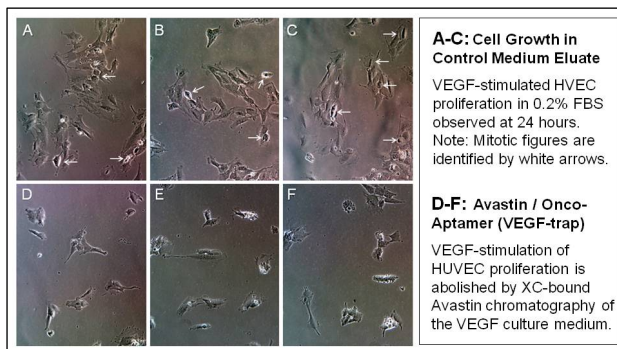 A
B
C
D
E
F
A-C: Cell Growth in
Control Medium Eluate
VEGF-stimulated HVEC
proliferation in 0.2% FBS
observed at 24 hours.
Note: Mitotic figures are
identified by white arrows.
D-F: Avastin / Onco-
Aptamer (VEGF-trap)
VEGF-stimulation of
HUVEC proliferation is
abolished by XC-bound
Avastin chromatography of
the VEGF culture medium.